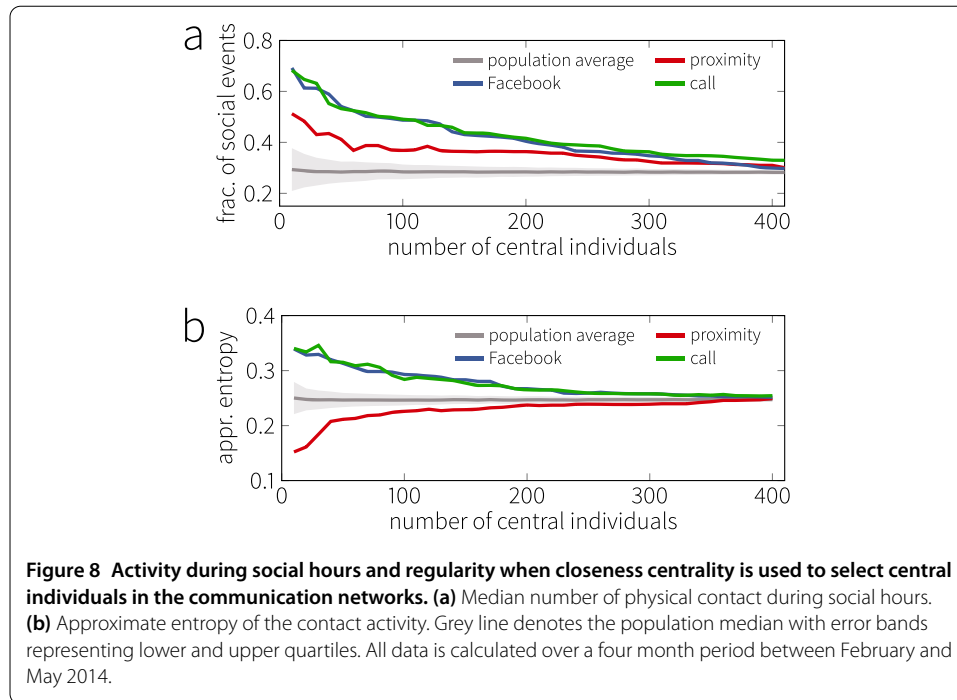 a
0.8
0.6
0.4
0.2
frac. of social events
population average
proximity
Facebook
call
0
100
200
300
400
number of central individuals
b
0.4
0.3
0.2
0.1
appr. entropy
population average
proximity
Facebook
call
0
100
200
300
400
number of central individuals
Figure 8 Activity during social hours and regularity when closeness centrality is used to select central
individuals in the communication networks. (a) Median number of physical contact during social hours.
(b) Approximate entropy of the contact activity. Grey line denotes the population median with error bands
representing lower and upper quartiles. All data is calculated over a four month period between February and
May 2014.